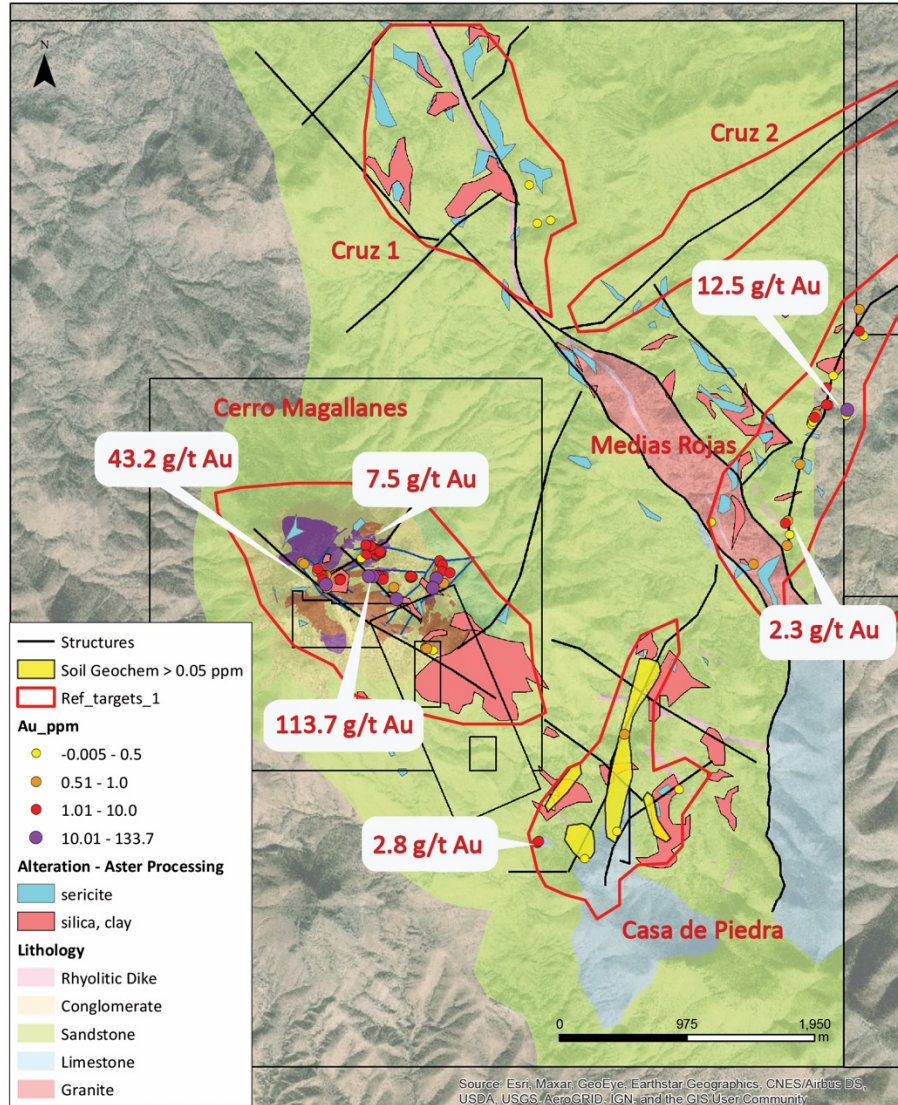 N
Cruz 2
Cruz 1
12.5 g/t Au
Cerro Magallanes
43.2 g/t Au
7.5 g/t Au
Medias Rojas
2.3 g/t Au
113.7 g/t Au
2.8 g/t Au
Casa de Piedra
Structures
Soil Geochem > 0.05 ppm
Ref_targets_1
Au_ppm
-0.005 - 0.5
0.51 - 1.0
1.01 - 10.0
10.01 - 133.7
Alteration - Aster Processing
sericite
silica, clay
Lithology
Rhyolitic Dike
Conglomerate
Sandstone
Limestone
Granite
0 975 1,950
m
Source: Esri, Maxar, GeoEye, Earthstar Geographics, CNES/Airbus DS,
USDA, USGS, AeroGRID, IGN, and the GIS User Community